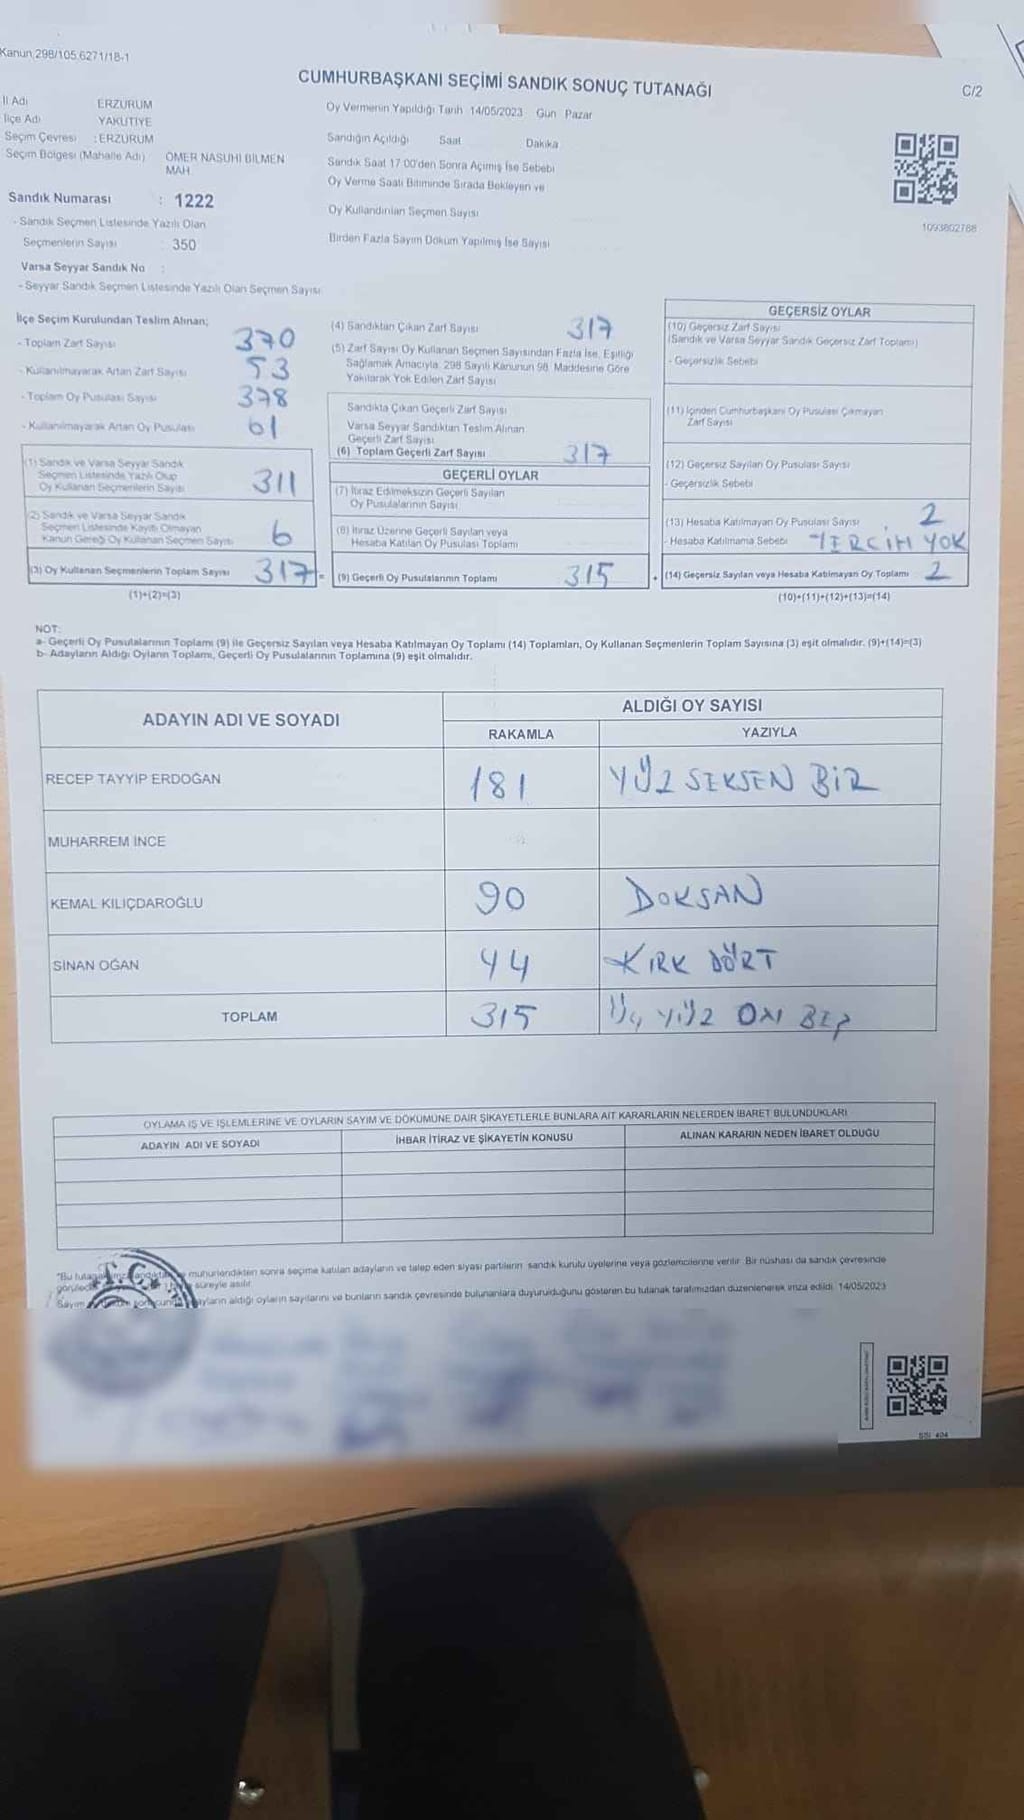 Kanun,298/105,6271/18-1
CUMHURBAŞKANI SEÇİMİ SANDIK SONUÇ TUTANAĞI
C/2
İl Adı ERZURUM
İlçe Adı YAKUTİYE
Seçim Çevresi :ERZURUM
Seçim Bölgesi (Mahalle Adı) ÖMER NASUHİ BİLMEN MAH.
Sandık Numarası : 1222
- Sandık Seçmen Listesinde Yazılı Olan
Seçmenlerin Sayısı : 350
Varsa Seyyar Sandık No :
- Seyyar Sandık Seçmen Listesinde Yazılı Olan Seçmen Sayısı:
Oy Vermenin Yapıldığı Tarih 14/05/2023 Gün Pazar
Sandığın Açıldığı Saat Dakika
Sandık Saat 17:00'den Sonra Açılmış İse Sebebi
Oy Verme Saati Bitiminde Sırada Bekleyen ve
Oy Kullandırılan Seçmen Sayısı
Birden Fazla Sayım Döküm Yapılmış İse Sayısı
1093802788
İlçe Seçim Kurulundan Teslim Alınan;
- Toplam Zarf Sayısı 370
- Kullanılmayarak Artan Zarf Sayısı 53
- Toplam Oy Pusulası Sayısı 378
- Kullanılmayarak Artan Oy Pusulası 61
(1) Sandık ve Varsa Seyyar Sandık
Seçmen Listesinde Yazılı Olup
Oy Kullanan Seçmenlerin Sayısı 311
(2) Sandık ve Varsa Seyyar Sandık
Seçmen Listesinde Kayıtlı Olmayan
Kanun Gereği Oy Kullanan Seçmen Sayısı 6
(3) Oy Kullanan Seçmenlerin Toplam Sayısı 317 =
(1)+(2)=(3)
(4) Sandıktan Çıkan Zarf Sayısı 317
(5) Zarf Sayısı Oy Kullanan Seçmen Sayısından Fazla İse, Eşitliği
Sağlamak Amacıyla, 298 Sayılı Kanunun 98. Maddesine Göre
Yakılarak Yok Edilen Zarf Sayısı
Sandıkta Çıkan Geçerli Zarf Sayısı
Varsa Seyyar Sandıktan Teslim Alınan
Geçerli Zarf Sayısı
(6) Toplam Geçerli Zarf Sayısı 317
GEÇERLİ OYLAR
(7) İtiraz Edilmeksizin Geçerli Sayılan
Oy Pusulalarının Sayısı
(8) İtiraz Üzerine Geçerli Sayılan veya
Hesaba Katılan Oy Pusulası Toplamı
(9) Geçerli Oy Pusulalarının Toplamı 315 +
GEÇERSİZ OYLAR
(10) Geçersiz Zarf Sayısı
(Sandık ve Varsa Seyyar Sandık Geçersiz Zarf Toplamı)
- Geçersizlik Sebebi
(11) İçinden Cumhurbaşkanı Oy Pusulası Çıkmayan
Zarf Sayısı
(12) Geçersiz Sayılan Oy Pusulası Sayısı
- Geçersizlik Sebebi
(13) Hesaba Katılmayan Oy Pusulası Sayısı 2
- Hesaba Katılmama Sebebi TERCİH YOK
(14) Geçersiz Sayılan veya Hesaba Katılmayan Oy Toplamı 2
(10)+(11)+(12)+(13)=(14)
NOT:
a- Geçerli Oy Pusulalarının Toplamı (9) ile Geçersiz Sayılan veya Hesaba Katılmayan Oy Toplamı (14) Toplamları, Oy Kullanan Seçmenlerin Toplam Sayısına (3) eşit olmalıdır. (9)+(14)=(3)
b- Adayların Aldığı Oyların Toplamı, Geçerli Oy Pusulalarının Toplamına (9) eşit olmalıdır.
ADAYIN ADI VE SOYADI ALDIĞI OY SAYISI
RAKAMLA YAZIYLA
RECEP TAYYİP ERDOĞAN 181 YÜZ SEKSEN BİR
MUHARREM İNCE
KEMAL KILIÇDAROĞLU 90 DOKSAN
SİNAN OĞAN 44 KIRK DÖRT
TOPLAM 315 ÜÇ YÜZ ON BEŞ
OYLAMA İŞ VE İŞLEMLERİNE VE OYLARIN SAYIM VE DÖKÜMÜNE DAİR ŞİKAYETLERLE BUNLARA AİT KARARLARIN NELERDEN İBARET BULUNDUKLARI
ADAYIN ADI VE SOYADI İHBAR İTİRAZ VE ŞİKAYETİN KONUSU ALINAN KARARIN NEDEN İBARET OLDUĞU
"Bu mühürlendikten sonra seçime katılan adayların ve talep eden siyasi partilerin sandık kurulu üyelerine veya gözlemcilerine verilir. Bir nüshası da sandık çevresinde
süreyle asılır.
Sayım aldığı oyların sayılarını ve bunların sandık çevresinde bulunanlara duyurulduğunu gösteren bu tutanak tarafımızdan düzenlenerek imza edildi. 14/05/2023
T.C.
SSI 404